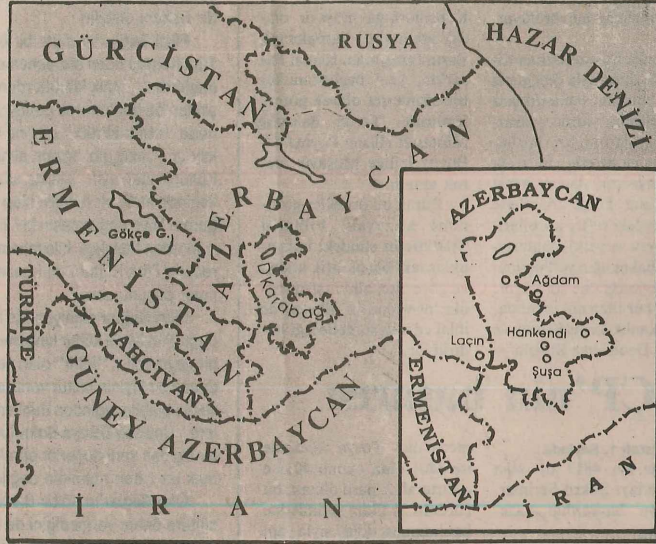 GÜRCİSTAN
RUSYA
HAZAR DENİZİ
ERMENİSTAN
AZERBAYCAN
Gökçe G.
D.Karabağ
TÜRKİYE
NAHCIVAN
GÜNEY AZERBAYCAN
İRAN
AZERBAYCAN
Ağdam
Laçın
Hankendi
Şuşa
ERMENİSTAN
İRAN